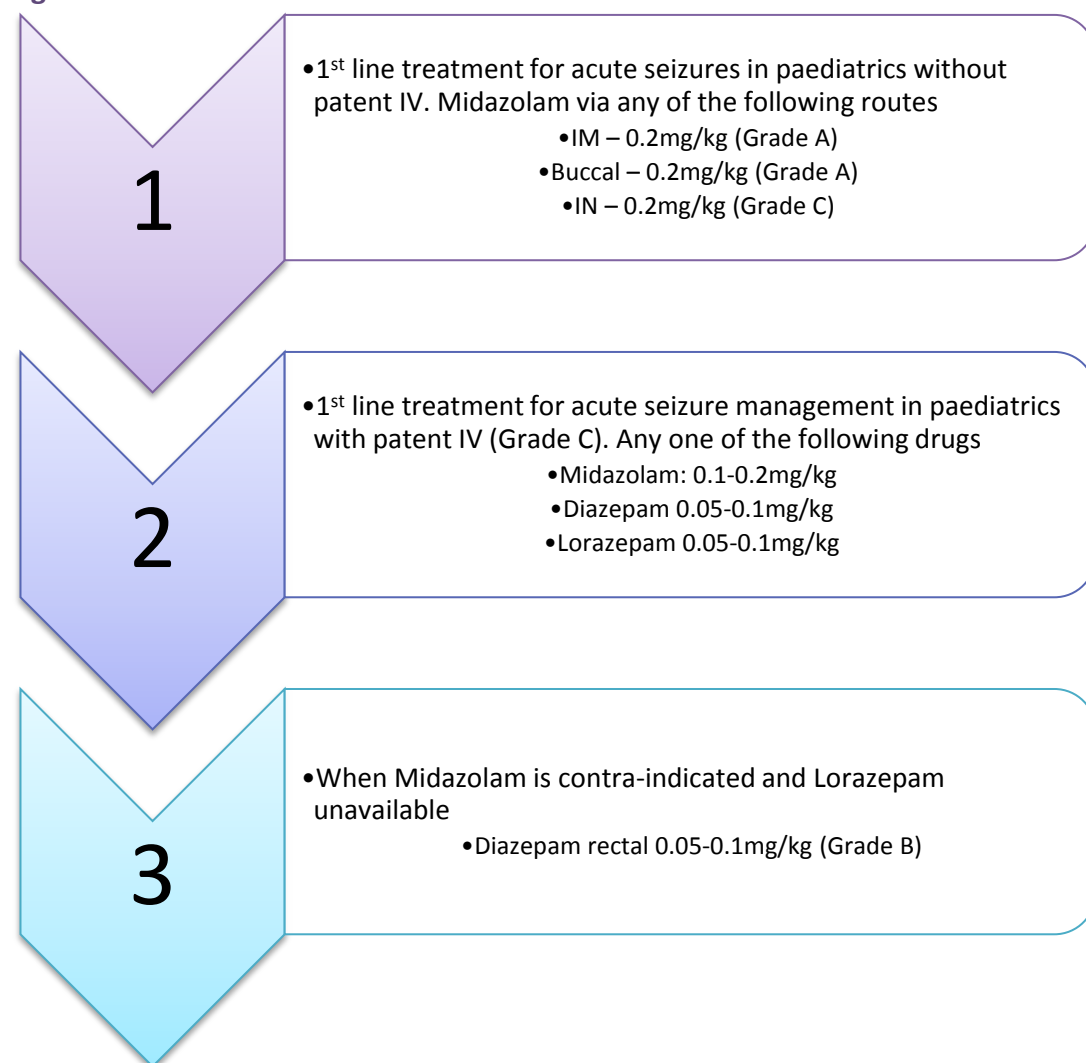 1
•1st line treatment for acute seizures in paediatrics without
patent IV. Midazolam via any of the following routes
•IM – 0.2mg/kg (Grade A)
•Buccal – 0.2mg/kg (Grade A)
•IN – 0.2mg/kg (Grade C)
2
•1st line treatment for acute seizure management in paediatrics
with patent IV (Grade C). Any one of the following drugs
•Midazolam: 0.1-0.2mg/kg
•Diazepam 0.05-0.1mg/kg
•Lorazepam 0.05-0.1mg/kg
3
•When Midazolam is contra-indicated and Lorazepam
unavailable
•Diazepam rectal 0.05-0.1mg/kg (Grade B)